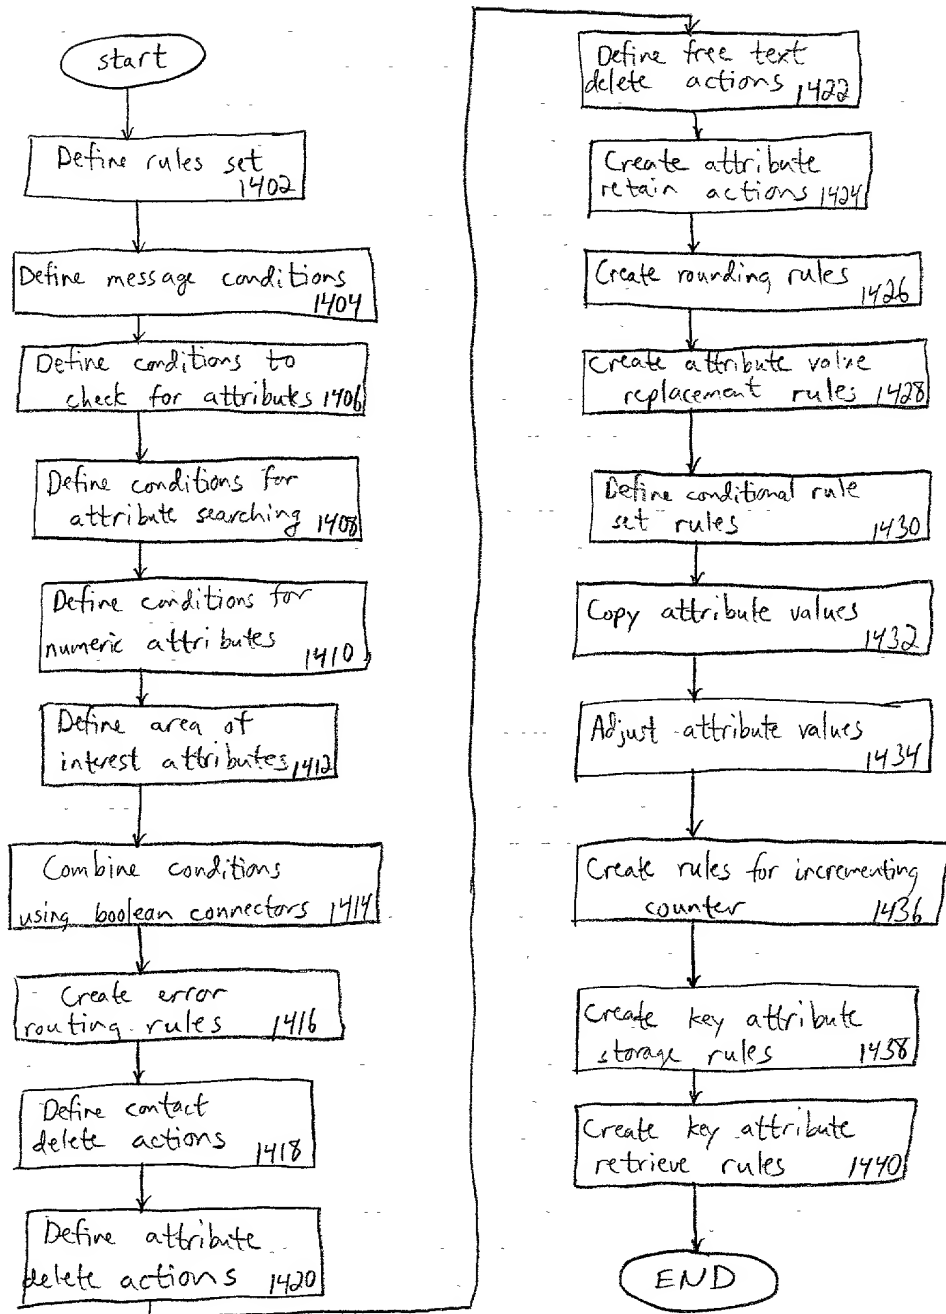 start
Define rules set
1402
Define message conditions
1404
Define conditions to
check for attributes 1406
Define conditions for
attribute searching 1408
Define conditions for
numeric attributes
1410
Define area of
interest attributes 1412
Combine conditions
using boolean connectors 1414
Create error
routing rules 1416
Define contact
delete actions 1418
Define attribute
delete actions 1420
Define free text
delete actions 1422
Create attribute
retain actions 1424
Create rounding rules
1426
Create attribute value
replacement rules 1428
Define conditional rule
set rules 1430
Copy attribute values
1432
Adjust attribute values
1434
Create rules for incrementing
counter 1436
Create key attribute
storage rules 1438
Create key attribute
retrieve rules 1440
END